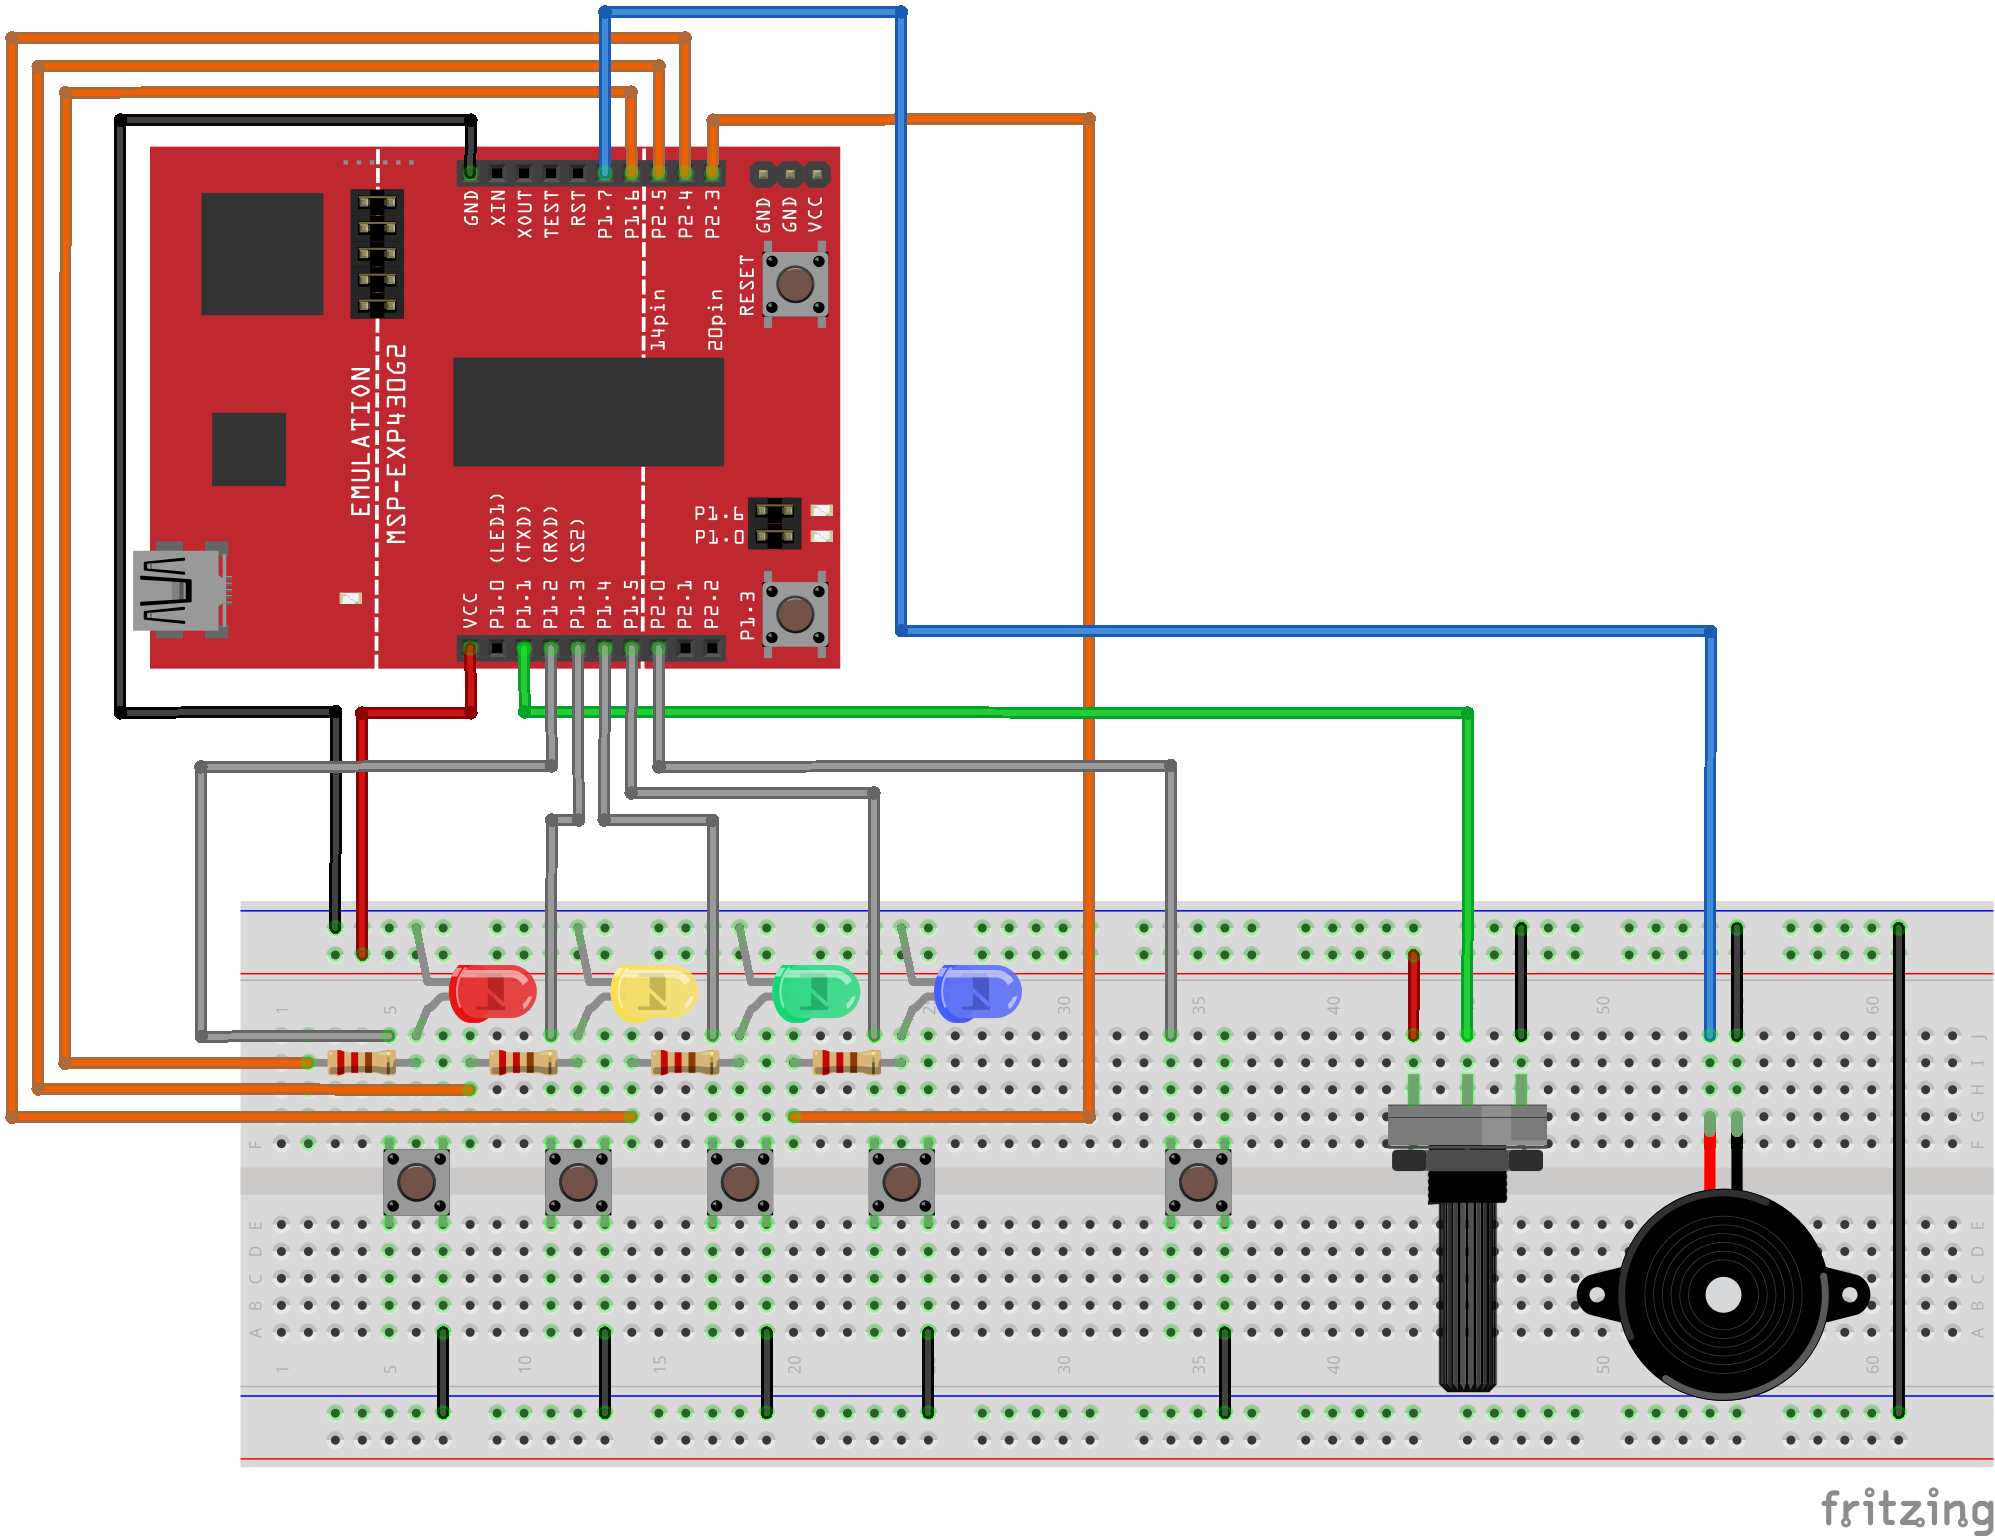 GND
XIN
XOUT
TEST
RST
P1.7
P1.6
P2.5
P2.4
P2.3
GND
GND
VCC
RESET
14pin
20pin
EMULATION
MSP-EXP430G2
P1.6
P1.0
P1.3
VCC
P1.0 (LED1)
P1.1 (TXD)
P1.2 (RXD)
P1.3 (S2)
P1.4
P1.5
P2.0
P2.1
P2.2
1 5 30 35 40 50 60
J
I
H
G
F F
E E
D D
C C
B B
A A
1 5 10 15 20 30 35 40 50 60
fritzing